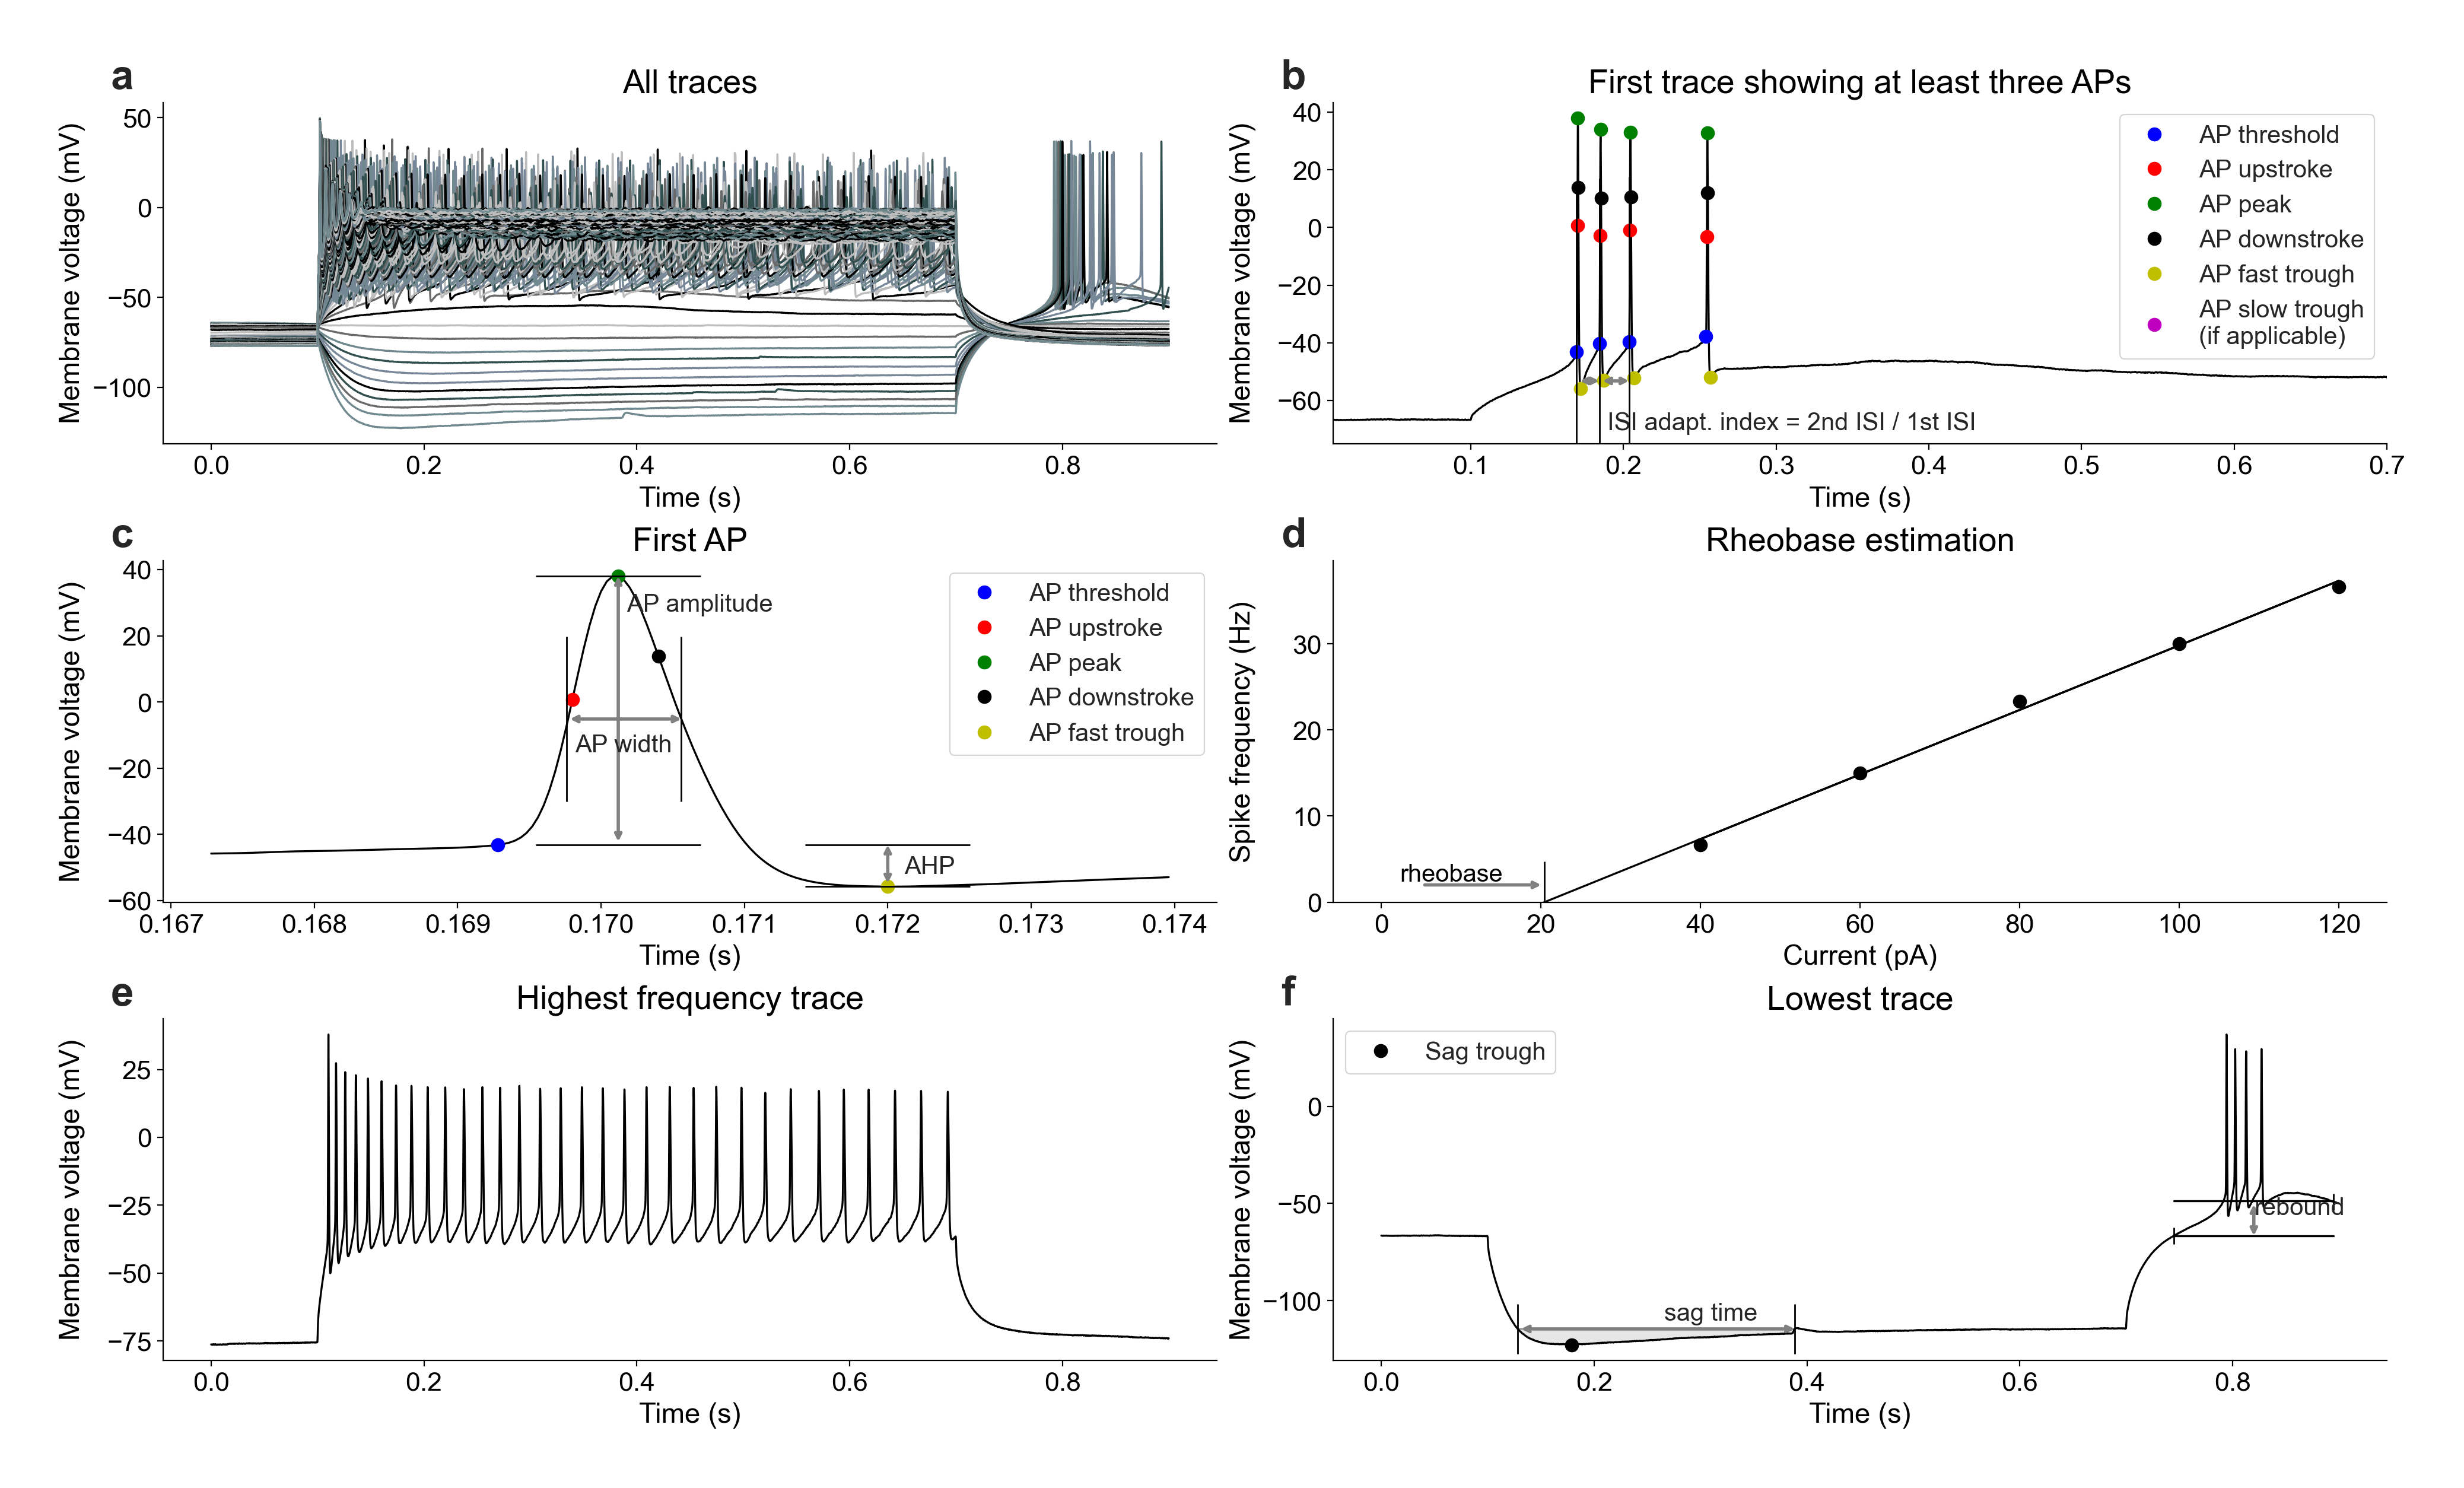 a
All traces
Membrane voltage (mV)
50
0
−50
−100
0.0 0.2 0.4 0.6 0.8
Time (s)
b
First trace showing at least three APs
Membrane voltage (mV)
40
20
0
−20
−40
−60
AP threshold
AP upstroke
AP peak
AP downstroke
AP fast trough
AP slow trough
(if applicable)
ISI adapt. index = 2nd ISI / 1st ISI
0.1 0.2 0.3 0.4 0.5 0.6 0.7
Time (s)
c
First AP
Membrane voltage (mV)
40
20
0
−20
−40
−60
AP amplitude
AP width
AHP
AP threshold
AP upstroke
AP peak
AP downstroke
AP fast trough
0.167 0.168 0.169 0.170 0.171 0.172 0.173 0.174
Time (s)
d
Rheobase estimation
Spike frequency (Hz)
30
20
10
0
rheobase
0 20 40 60 80 100 120
Current (pA)
e
Highest frequency trace
Membrane voltage (mV)
25
0
−25
−50
−75
0.0 0.2 0.4 0.6 0.8
Time (s)
f
Lowest trace
Membrane voltage (mV)
0
−50
−100
Sag trough
rebound
sag time
0.0 0.2 0.4 0.6 0.8
Time (s)